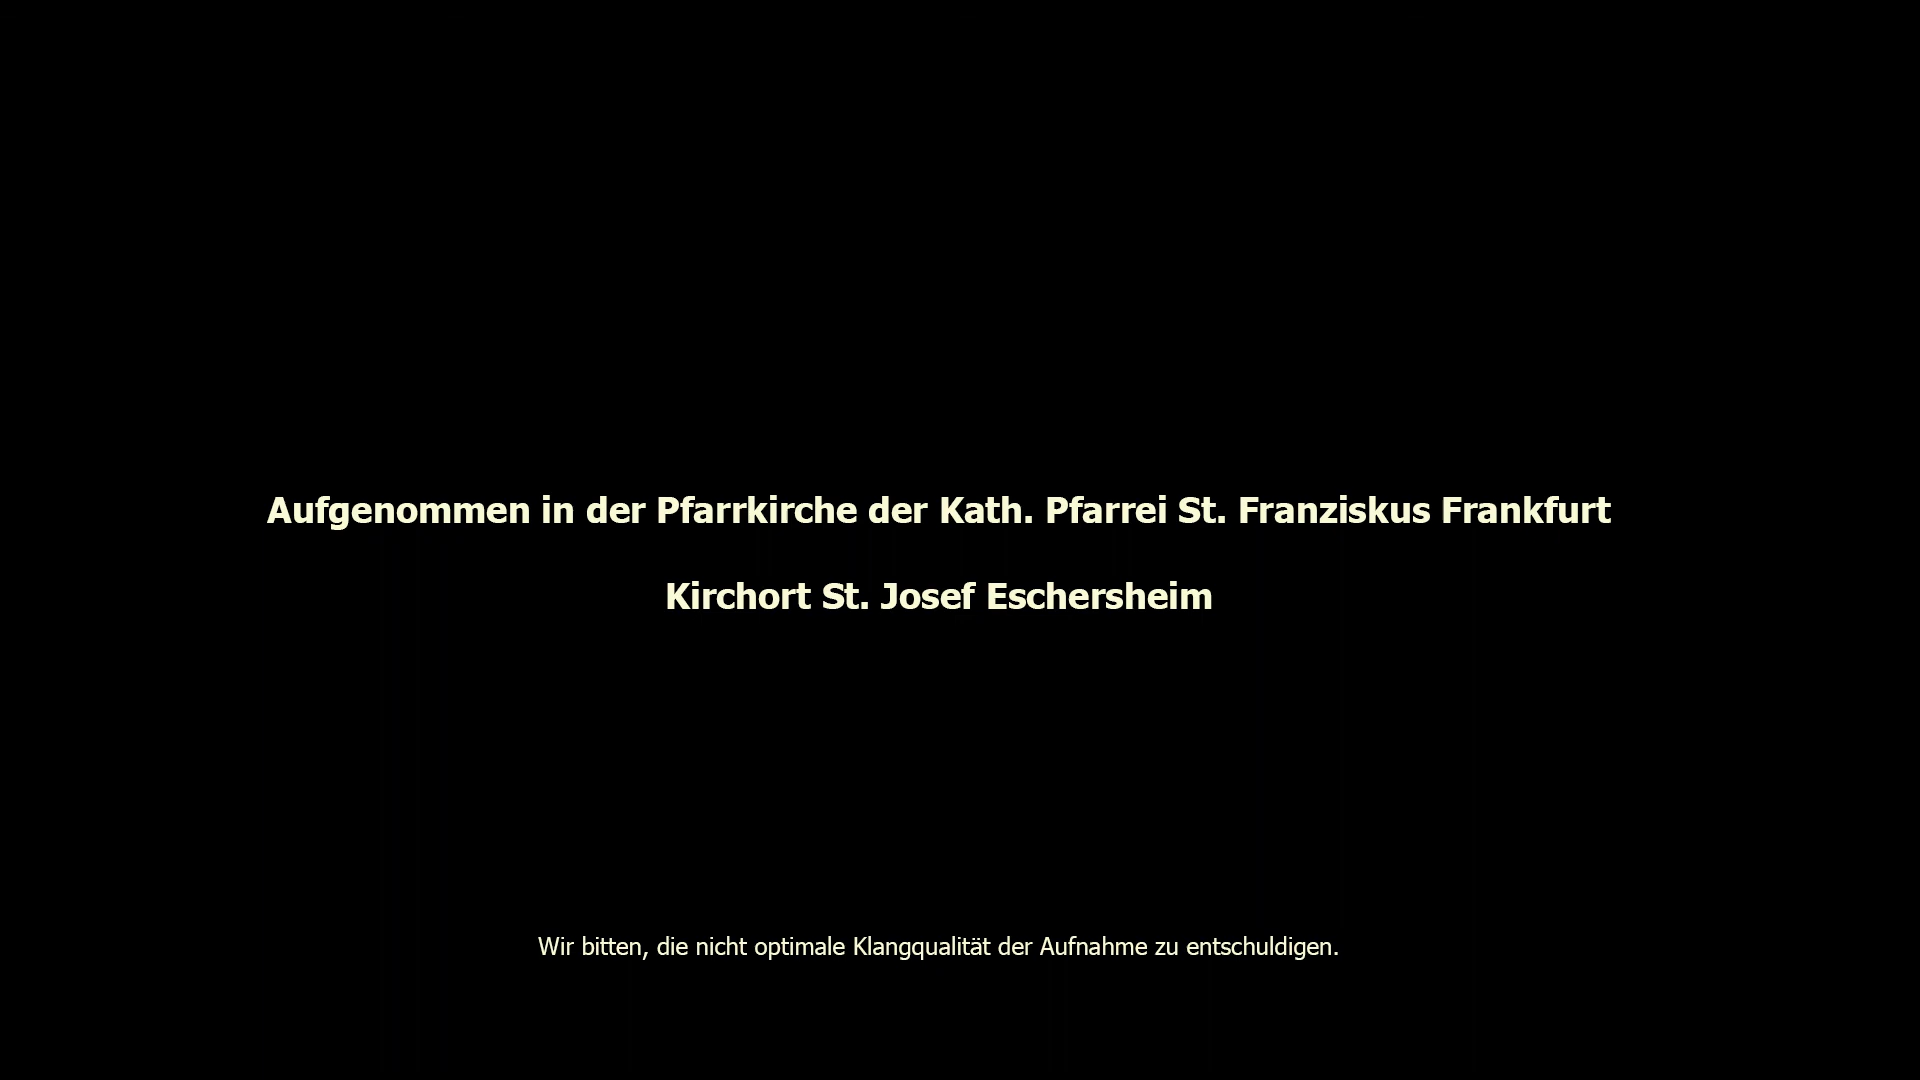 Aufgenommen in der Pfarrkirche der Kath. Pfarrei St. Franziskus Frankfurt
Kirchort St. Josef Eschersheim
Wir bitten, die nicht optimale Klangqualität der Aufnahme zu entschuldigen.